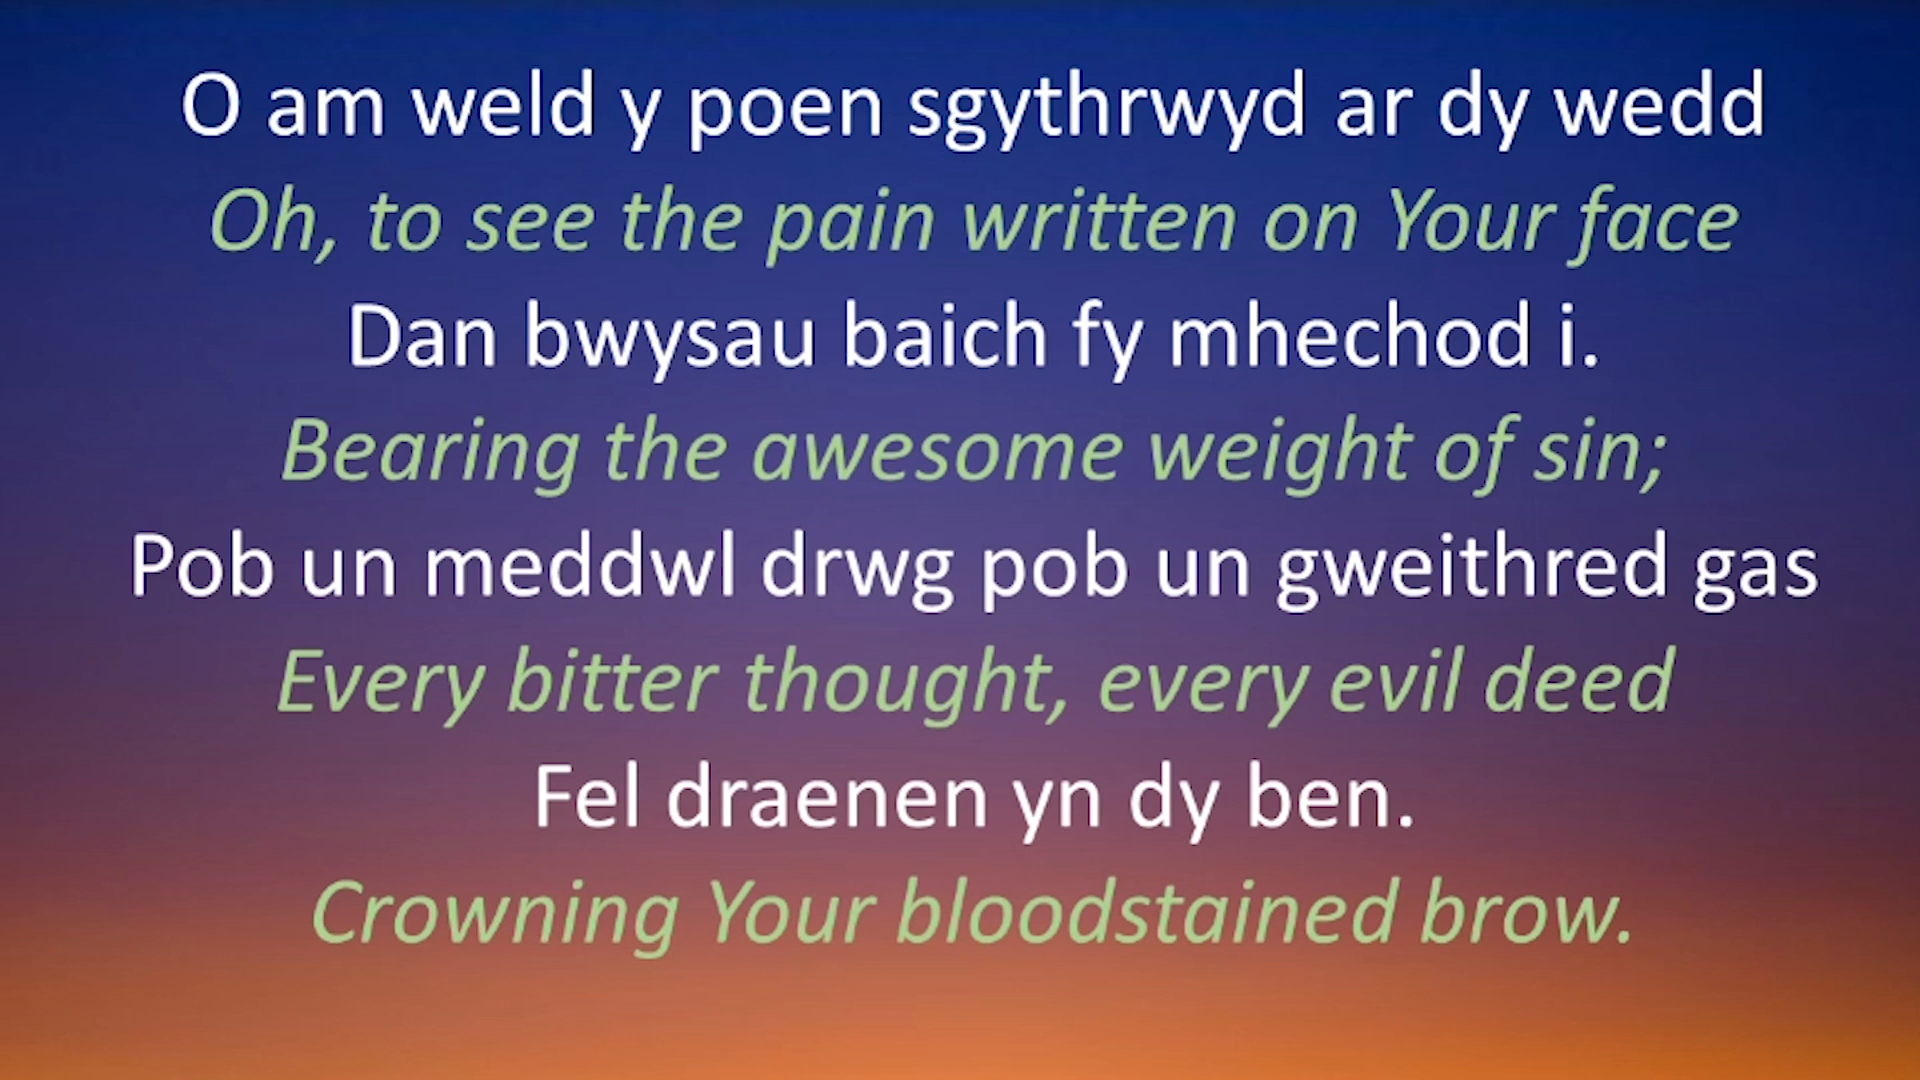 O am weld y poen sgythrwyd ar dy wedd
Oh, to see the pain written on Your face
Dan bwysau baich fy mhechod i.
Bearing the awesome weight of sin;
Pob un meddwl drwg pob un gweithred gas
Every bitter thought, every evil deed
Fel draenen yn dy ben.
Crowning Your bloodstained brow.